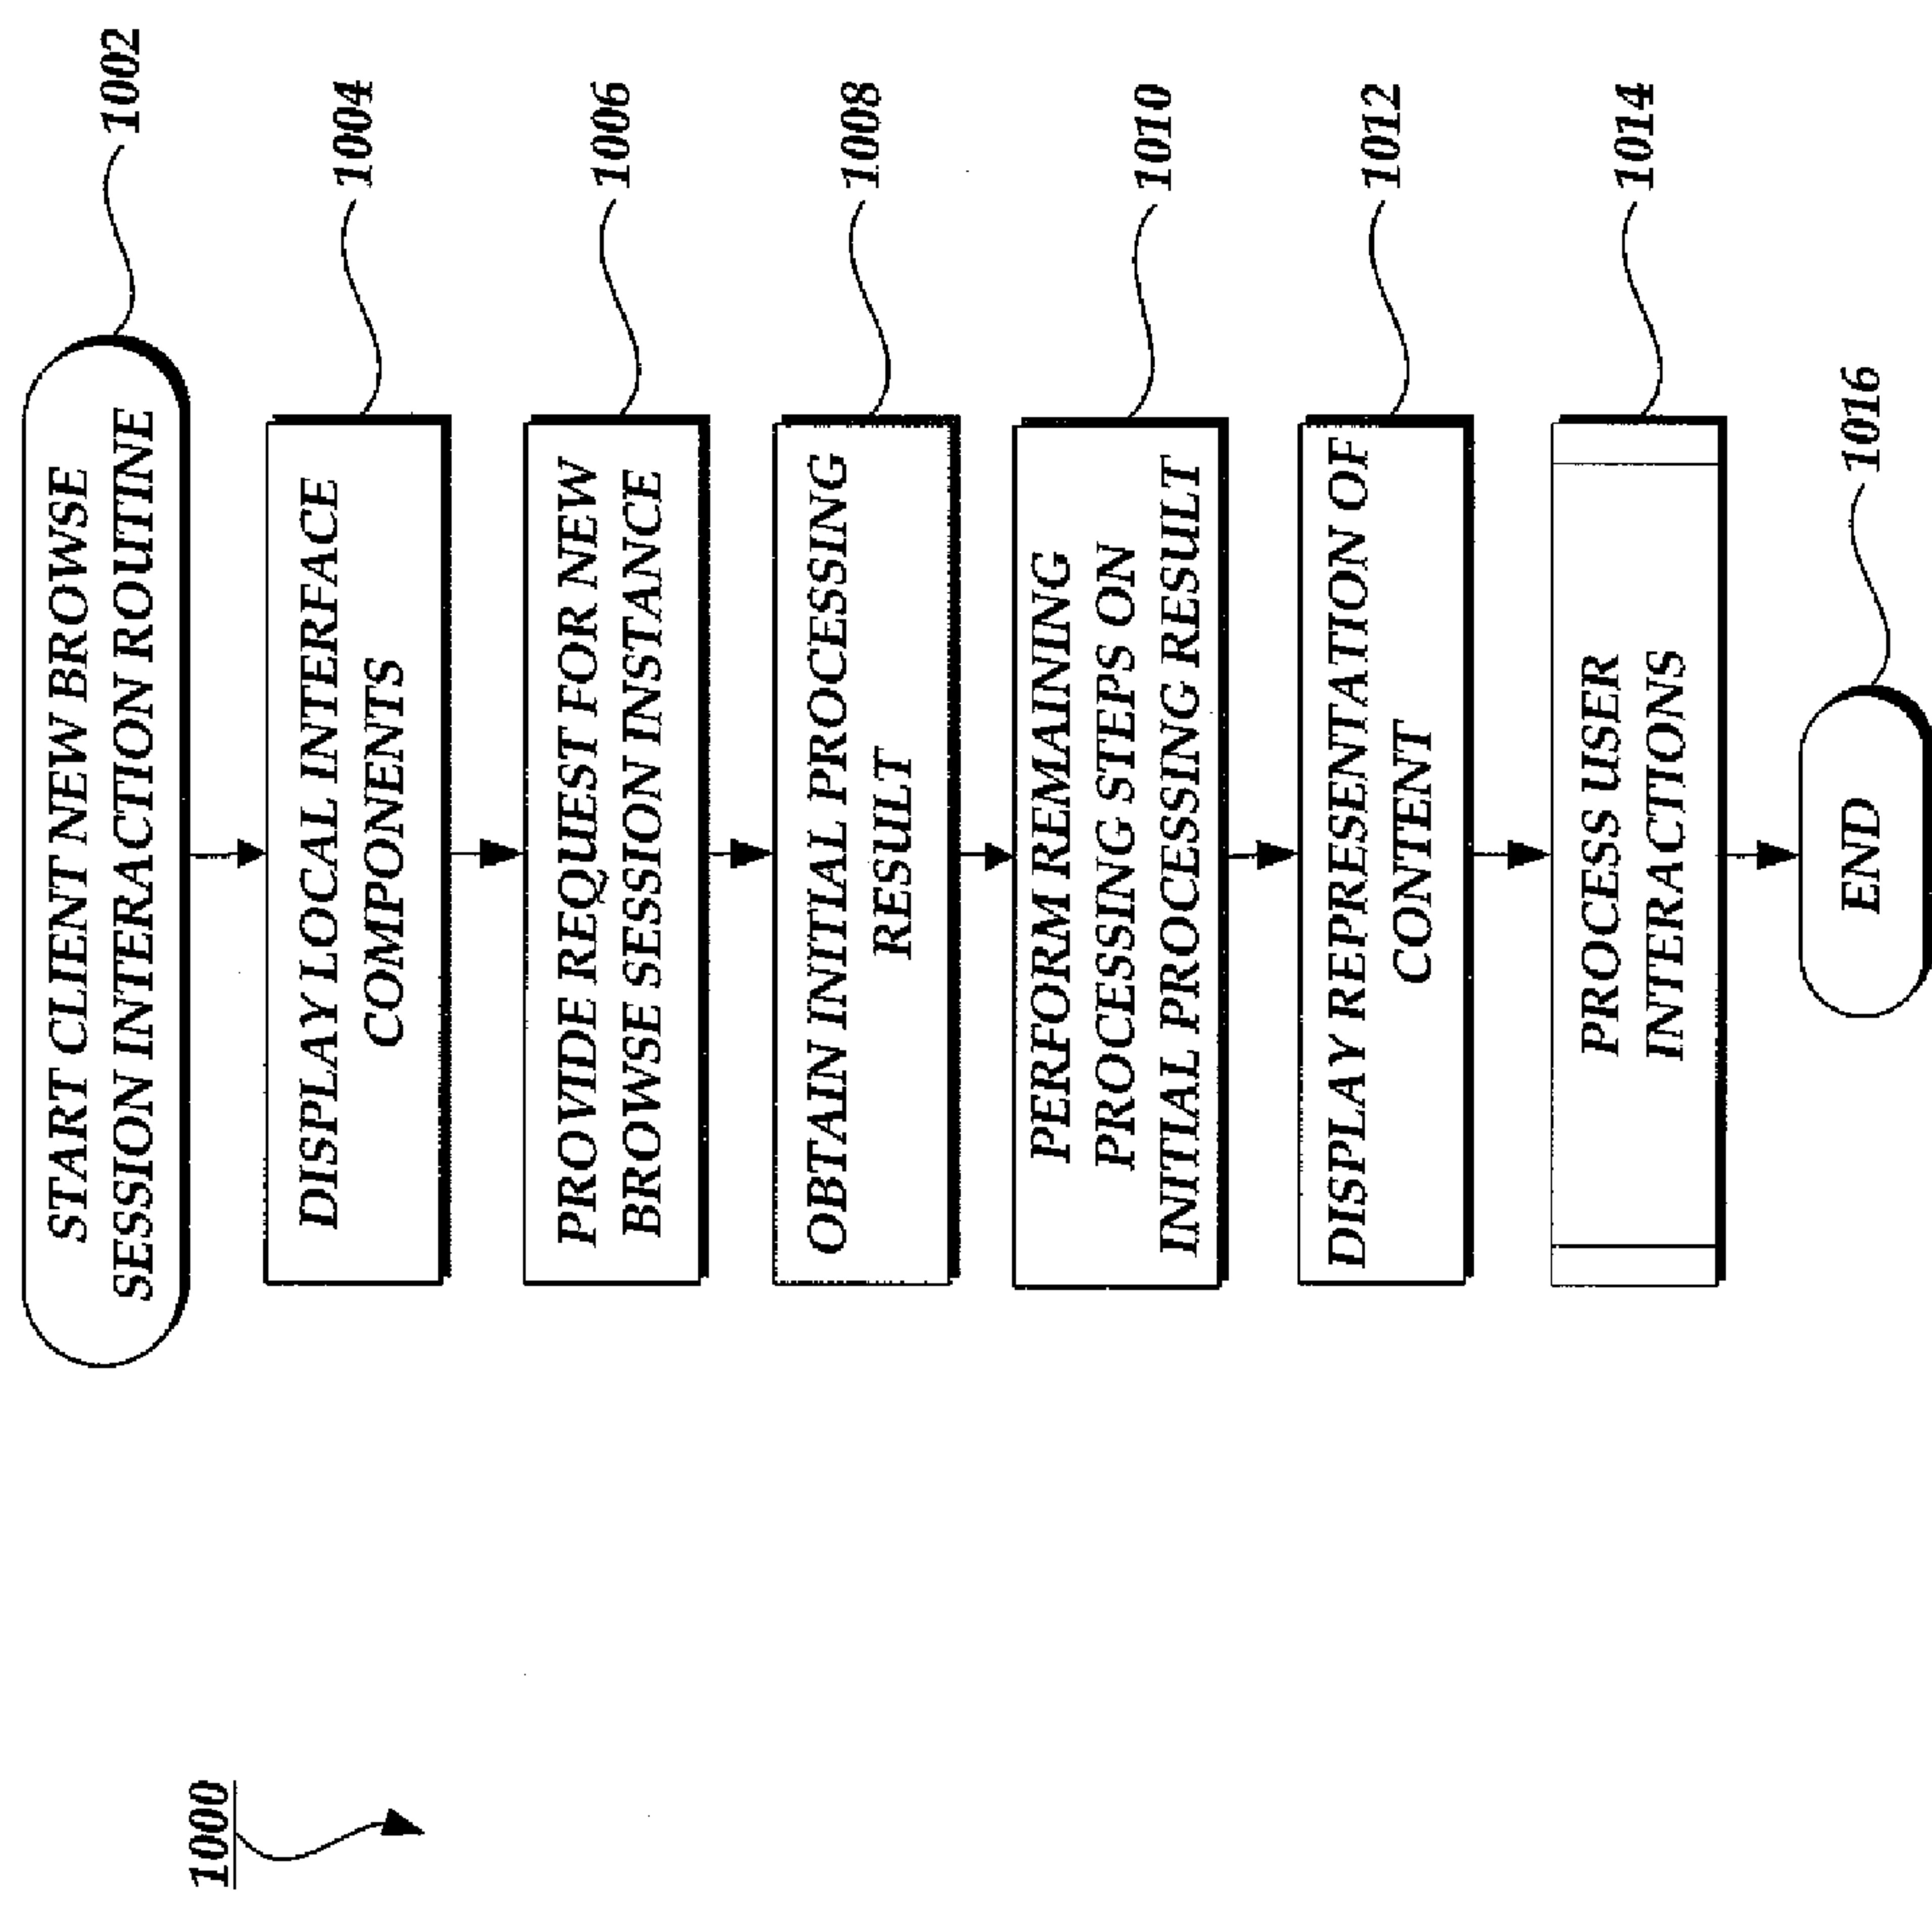 1000
START CLIENT NEW BROWSE
SESSION INTERACTION ROUTINE
1002
DISPLAY LOCAL INTERFACE
COMPONENTS
1004
PROVIDE REQUEST FOR NEW
BROWSE SESSION INSTANCE
1006
OBTAIN INITIAL PROCESSING
RESULT
1008
PERFORM REMAINING
PROCESSING STEPS ON
INITIAL PROCESSING RESULT
1010
DISPLAY REPRESENTATION OF
CONTENT
1012
PROCESS USER
INTERACTIONS
1014
END
1016